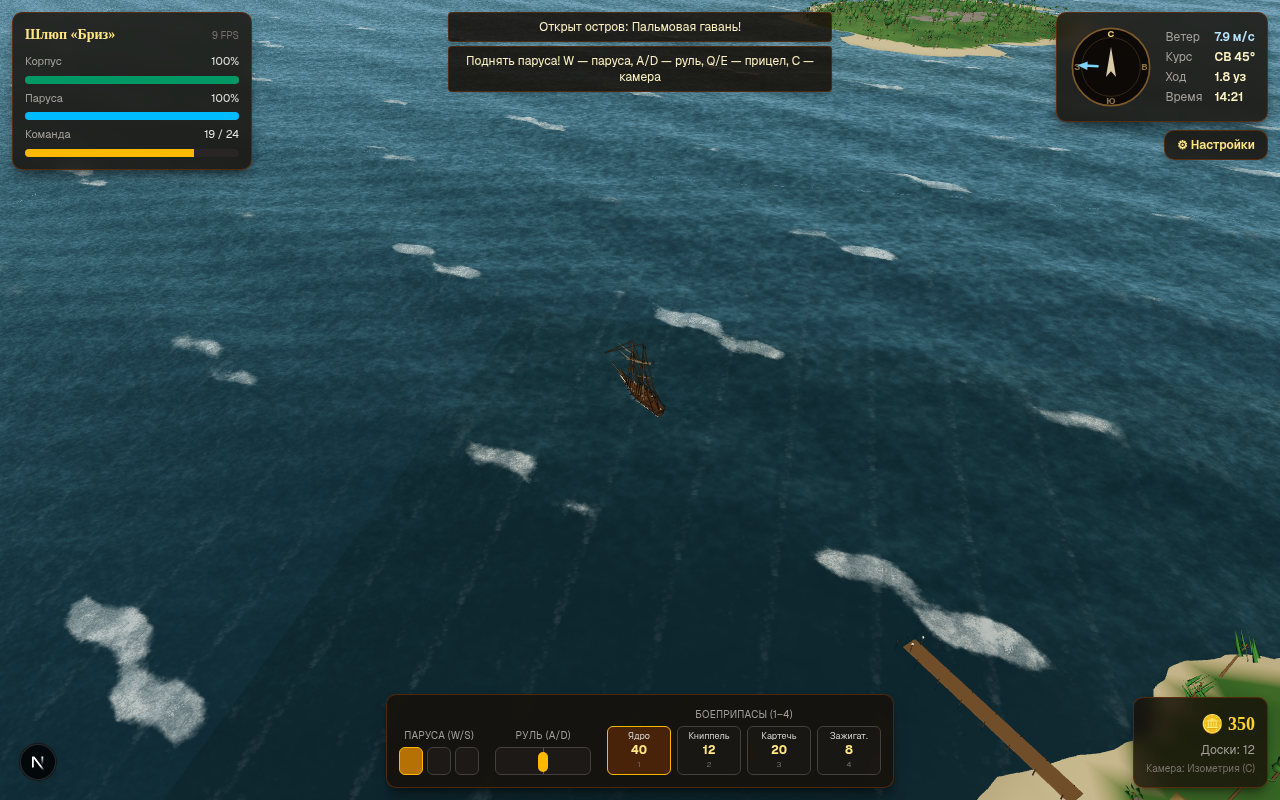 Шлюп «Бриз»
9 FPS
Корпус
100%
Паруса
100%
Команда
19 / 24
Открыт остров: Пальмовая гавань!
Поднять паруса! W — паруса, A/D — руль, Q/E — прицел, C —
камера
С
З
В
Ю
Ветер 7.9 м/с
Курс СВ 45°
Ход 1.8 уз
Время 14:21
⚙ Настройки
ПАРУСА (W/S)
РУЛЬ (A/D)
БОЕПРИПАСЫ (1–4)
Ядро
40
1
Книппель
12
2
Картечь
20
3
Зажигат.
8
4
350
Доски: 12
Камера: Изометрия (C)
N